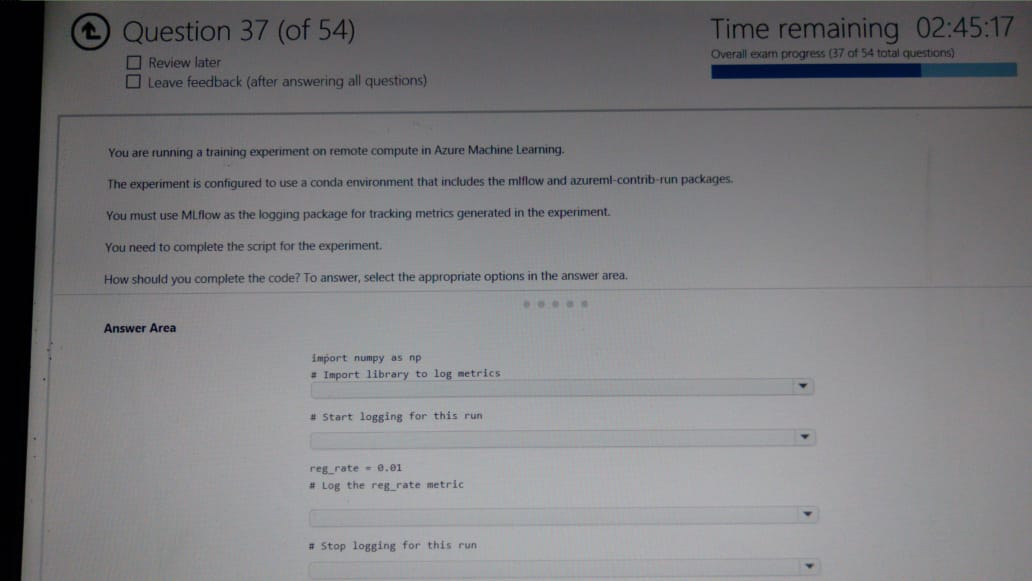 Question 37 (of 54)
Review later
Leave feedback (after answering all questions)
Time remaining 02:45:17
Overall exam progress (37 of 54 total questions)
You are running a training experiment on remote compute in Azure Machine Learning.
The experiment is configured to use a conda environment that includes the mlflow and azureml-contrib-run packages.
You must use MLflow as the logging package for tracking metrics generated in the experiment.
You need to complete the script for the experiment.
How should you complete the code? To answer, select the appropriate options in the answer area.
Answer Area
import numpy as np
# Import library to log metrics
# Start logging for this run
reg_rate = 0.01
# Log the reg_rate metric
# Stop logging for this run